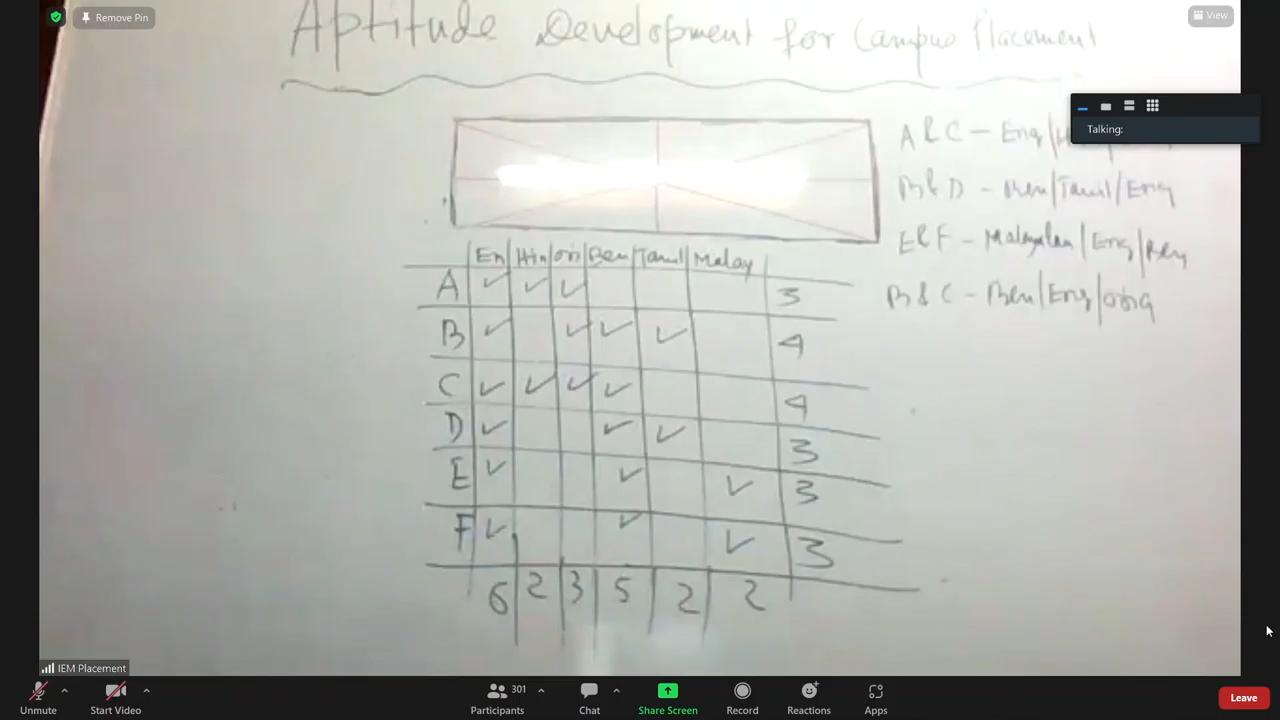 Remove Pin
View
Aptitude Development for Campus Placement
Talking:
A & C - Eng/
B & D - Ben/Tamil/Eng
E & F - Malayalam/Eng/Ben
B & C - Ben/Eng/
En Hin Ori Ben Tamil Malay
A ✓ ✓ ✓ 3
B ✓ ✓ ✓ ✓ 4
C ✓ ✓ ✓ ✓ 4
D ✓ ✓ ✓ 3
E ✓ ✓ ✓ 3
F ✓ ✓ ✓ 3
6 2 3 5 2 2
IEM Placement
Unmute
Start Video
Participants 301
Chat
Share Screen
Record
Reactions
Apps
Leave